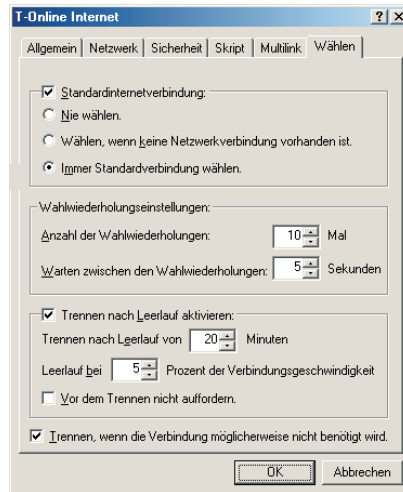 T-Online Internet
Allgemein Netzwerk Sicherheit Skript Multilink Wählen
Standardinternetverbindung:
Nie wählen.
Wählen, wenn keine Netzwerkverbindung vorhanden ist.
Immer Standardverbindung wählen.
Wahlwiederholungseinstellungen:
Anzahl der Wahlwiederholungen: 10 Mal
Warten zwischen den Wahlwiederholungen: 5 Sekunden
Trennen nach Leerlauf aktivieren:
Trennen nach Leerlauf von 20 Minuten
Leerlauf bei 5 Prozent der Verbindungsgeschwindigkeit
Vor dem Trennen nicht auffordern.
Trennen, wenn die Verbindung möglicherweise nicht benötigt wird.
OK Abbrechen